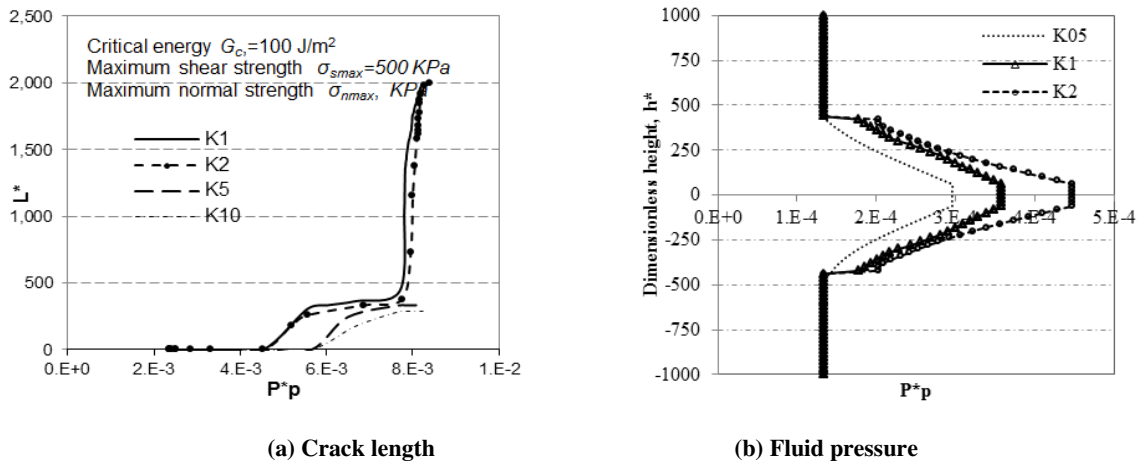 2,500
2,000
1,500
1,000
500
0
L*
Critical energy Gc,=100 J/m2
Maximum shear strength σsmax=500 KPa
Maximum normal strength σnmax, KPa
K1
K2
K5
K10
0.E+0
2.E-3
4.E-3
6.E-3
8.E-3
1.E-2
P*p
(a) Crack length
1000
750
500
250
0
-250
-500
-750
-1000
Dimensionless height, h*
K05
K1
K2
0.E+0
1.E-4
2.E-4
3.E-4
4.E-4
5.E-4
P*p
(b) Fluid pressure